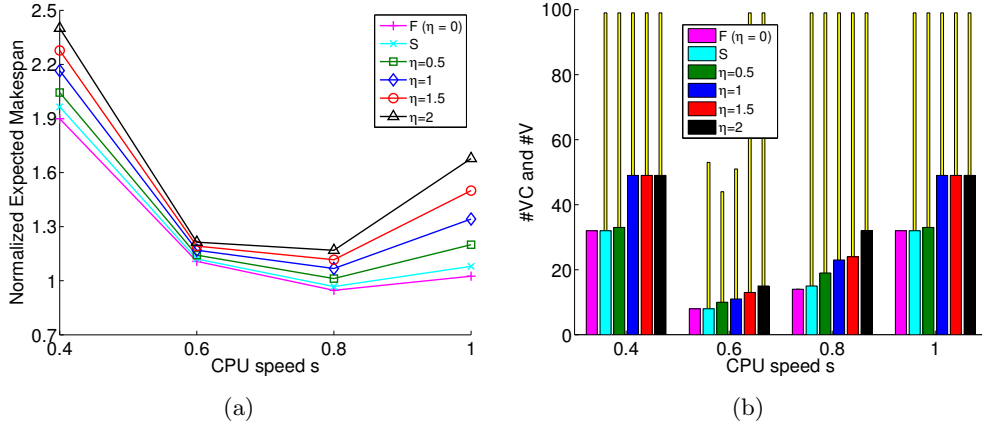 2.5
2.2
1.9
1.6
1.3
1
0.7
Normalized Expected Makespan
F (η = 0)
S
η=0.5
η=1
η=1.5
η=2
0.4
0.6
0.8
1
CPU speed s
(a)
100
80
60
40
20
0
#VC and #V
F (η = 0)
S
η=0.5
η=1
η=1.5
η=2
0.4
0.6
0.8
1
CPU speed s
(b)